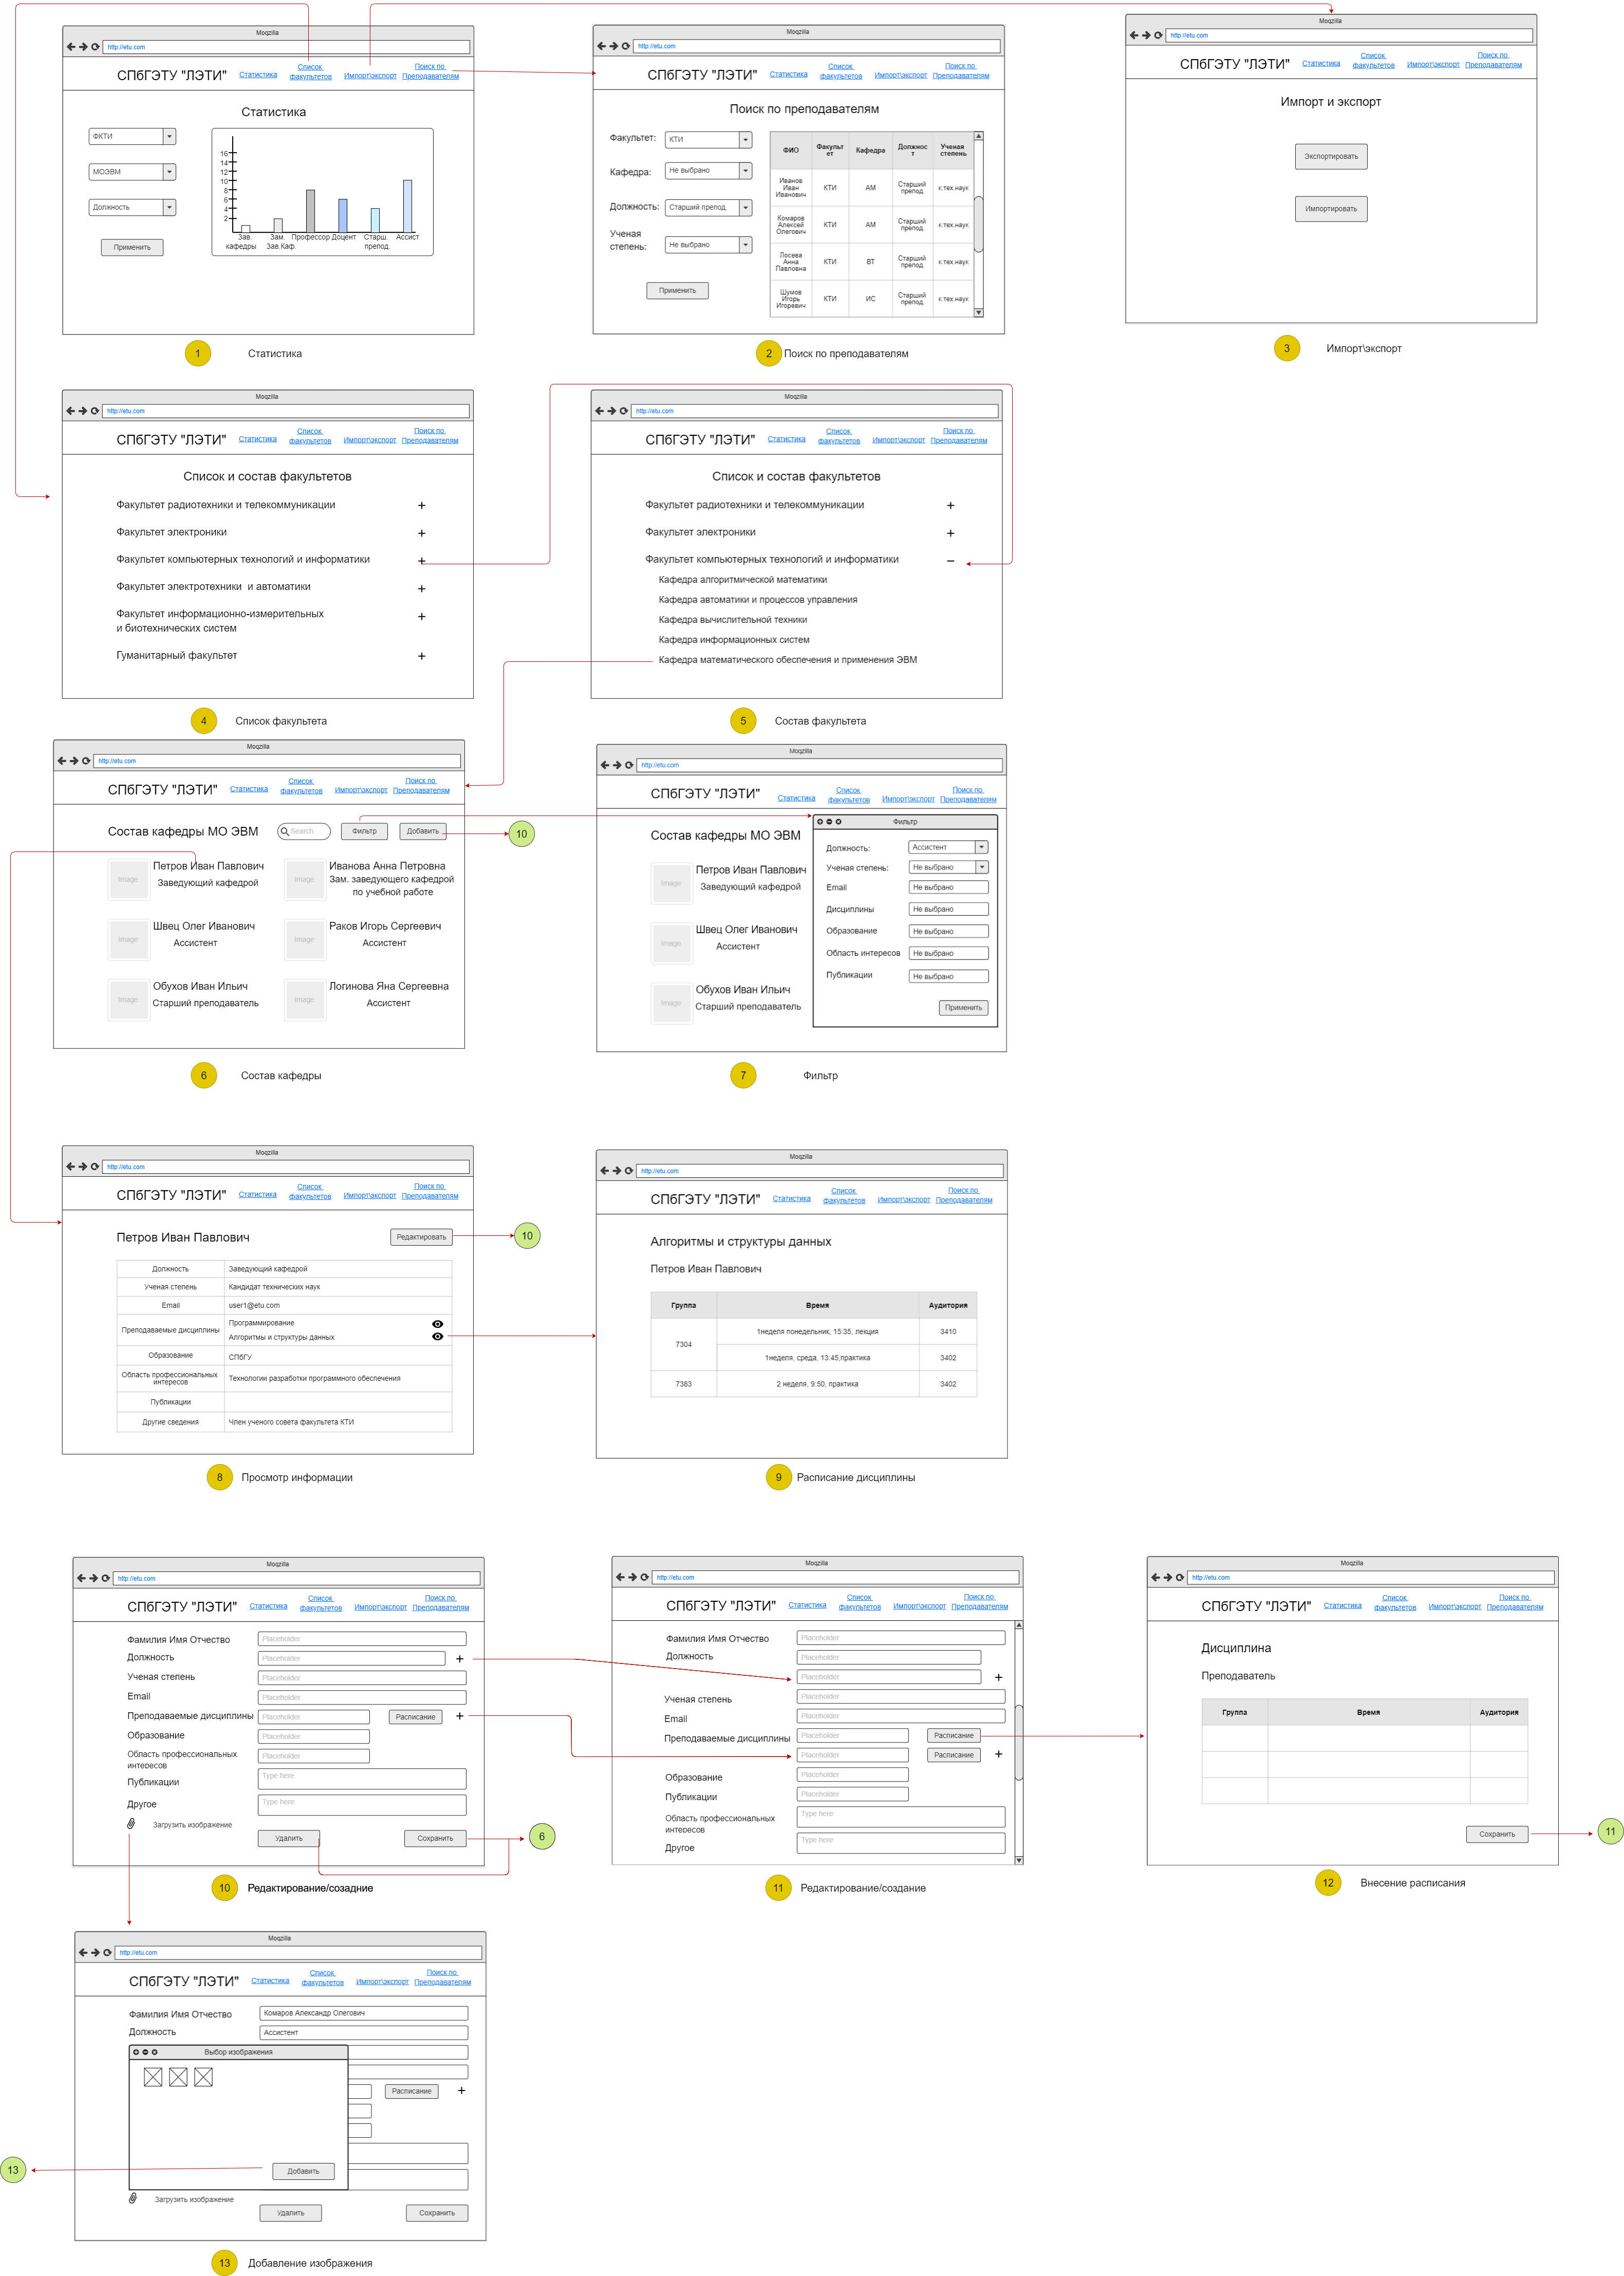 Moqzilla
http://etu.com
СПбГЭТУ "ЛЭТИ"
Статистика
Список
факультетов
Импорт\экспорт
Поиск по
Преподавателям
Статистика
ФКТИ
МОЭВМ
Должность
Применить
16
14
12
10
8
6
4
2
Зав.
кафедры
Зам.
Зав.Каф.
Профессор
Доцент
Старш.
препод.
Ассист
1
Статистика
Moqzilla
http://etu.com
СПбГЭТУ "ЛЭТИ"
Статистика
Список
факультетов
Импорт\экспорт
Поиск по
Преподавателям
Поиск по преподавателям
Факультет:
КТИ
Кафедра:
Не выбрано
Должность:
Старший препод.
Ученая
степень:
Не выбрано
Применить
ФИО
Факульт
ет
Кафедра
Должнос
т
Ученая
степень
Иванов
Иван
Иванович
КТИ
АМ
Старший
препод.
к.тех.наук
Комаров
Алексей
Олегович
КТИ
АМ
Старший
препод.
к.тех.наук
Лосева
Анна
Павловна
КТИ
ВТ
Старший
препод.
к.тех.наук
Шумов
Игорь
Игоревич
КТИ
ИС
Старший
препод.
к.тех.наук
2
Поиск по преподавателям
Moqzilla
http://etu.com
СПбГЭТУ "ЛЭТИ"
Статистика
Список
факультетов
Импорт\экспорт
Поиск по
Преподавателям
Импорт и экспорт
Экспортировать
Импортировать
3
Импорт\экспорт
Moqzilla
http://etu.com
СПбГЭТУ "ЛЭТИ"
Статистика
Список
факультетов
Импорт\экспорт
Поиск по
Преподавателям
Список и состав факультетов
Факультет радиотехники и телекоммуникации +
Факультет электроники +
Факультет компьютерных технологий и информатики +
Факультет электротехники и автоматики +
Факультет информационно-измерительных +
и биотехнических систем
Гуманитарный факультет +
4
Список факультета
Moqzilla
http://etu.com
СПбГЭТУ "ЛЭТИ"
Статистика
Список
факультетов
Импорт\экспорт
Поиск по
Преподавателям
Список и состав факультетов
Факультет радиотехники и телекоммуникации +
Факультет электроники +
Факультет компьютерных технологий и информатики −
Кафедра алгоритмической математики
Кафедра автоматики и процессов управления
Кафедра вычислительной техники
Кафедра информационных систем
Кафедра математического обеспечения и применения ЭВМ
5
Состав факультета
Moqzilla
http://etu.com
СПбГЭТУ "ЛЭТИ"
Статистика
Список
факультетов
Импорт\экспорт
Поиск по
Преподавателям
Состав кафедры МО ЭВМ
Search
Фильтр
Добавить
10
Image
Петров Иван Павлович
Заведующий кафедрой
Image
Иванова Анна Петровна
Зам. заведующего кафедрой
по учебной работе
Image
Швец Олег Иванович
Ассистент
Image
Раков Игорь Сергеевич
Ассистент
Image
Обухов Иван Ильич
Старший преподаватель
Image
Логинова Яна Сергеевна
Ассистент
6
Состав кафедры
Moqzilla
http://etu.com
СПбГЭТУ "ЛЭТИ"
Статистика
Список
факультетов
Импорт\экспорт
Поиск по
Преподавателям
Состав кафедры МО ЭВМ
Image
Петров Иван Павлович
Заведующий кафедрой
Image
Швец Олег Иванович
Ассистент
Image
Обухов Иван Ильич
Старший преподаватель
Фильтр
Должность:
Ассистент
Ученая степень:
Не выбрано
Email
Не выбрано
Дисциплины
Не выбрано
Образование
Не выбрано
Область интересов
Не выбрано
Публикации
Не выбрано
Применить
7
Фильтр
Moqzilla
http://etu.com
СПбГЭТУ "ЛЭТИ"
Статистика
Список
факультетов
Импорт\экспорт
Поиск по
Преподавателям
Петров Иван Павлович
Редактировать
10
Должность
Заведующий кафедрой
Ученая степень
Кандидат технических наук
Email
user1@etu.com
Преподаваемые дисциплины
Программирование
Алгоритмы и структуры данных
Образование
СПбГУ
Область профессиональных
интересов
Технологии разработки программного обеспечения
Публикации
Другие сведения
Член ученого совета факультета КТИ
8
Просмотр информации
Moqzilla
http://etu.com
СПбГЭТУ "ЛЭТИ"
Статистика
Список
факультетов
Импорт\экспорт
Поиск по
Преподавателям
Алгоритмы и структуры данных
Петров Иван Павлович
Группа
Время
Аудитория
7304
1неделя понедельник, 15:35, лекция
3410
1неделя, среда, 13:45,практика
3402
7383
2 неделя, 9:50, практика
3402
9
Расписание дисциплины
Moqzilla
http://etu.com
СПбГЭТУ "ЛЭТИ"
Статистика
Список
факультетов
Импорт\экспорт
Поиск по
Преподавателям
Фамилия Имя Отчество
Placeholder
Должность
Placeholder
+
Ученая степень
Placeholder
Email
Placeholder
Преподаваемые дисциплины
Placeholder
Расписание
+
Образование
Placeholder
Область профессиональных
интересов
Placeholder
Публикации
Type here
Другое
Type here
Загрузить изображение
Удалить
Сохранить
6
10
Редактирование/созадние
Moqzilla
http://etu.com
СПбГЭТУ "ЛЭТИ"
Статистика
Список
факультетов
Импорт\экспорт
Поиск по
Преподавателям
Фамилия Имя Отчество
Placeholder
Должность
Placeholder
Placeholder
+
Ученая степень
Placeholder
Email
Placeholder
Преподаваемые дисциплины
Placeholder
Расписание
Placeholder
Расписание
+
Образование
Placeholder
Публикации
Placeholder
Область профессиональных
интересов
Type here
Другое
Type here
11
Редактирование/создание
Moqzilla
http://etu.com
СПбГЭТУ "ЛЭТИ"
Статистика
Список
факультетов
Импорт\экспорт
Поиск по
Преподавателям
Дисциплина
Преподаватель
Группа
Время
Аудитория
Сохранить
11
12
Внесение расписания
Moqzilla
http://etu.com
СПбГЭТУ "ЛЭТИ"
Статистика
Список
факультетов
Импорт\экспорт
Поиск по
Преподавателям
Фамилия Имя Отчество
Комаров Александр Олегович
Должность
Ассистент
Выбор изображения
Расписание
+
Добавить
13
Загрузить изображение
Удалить
Сохранить
13
Добавление изображения